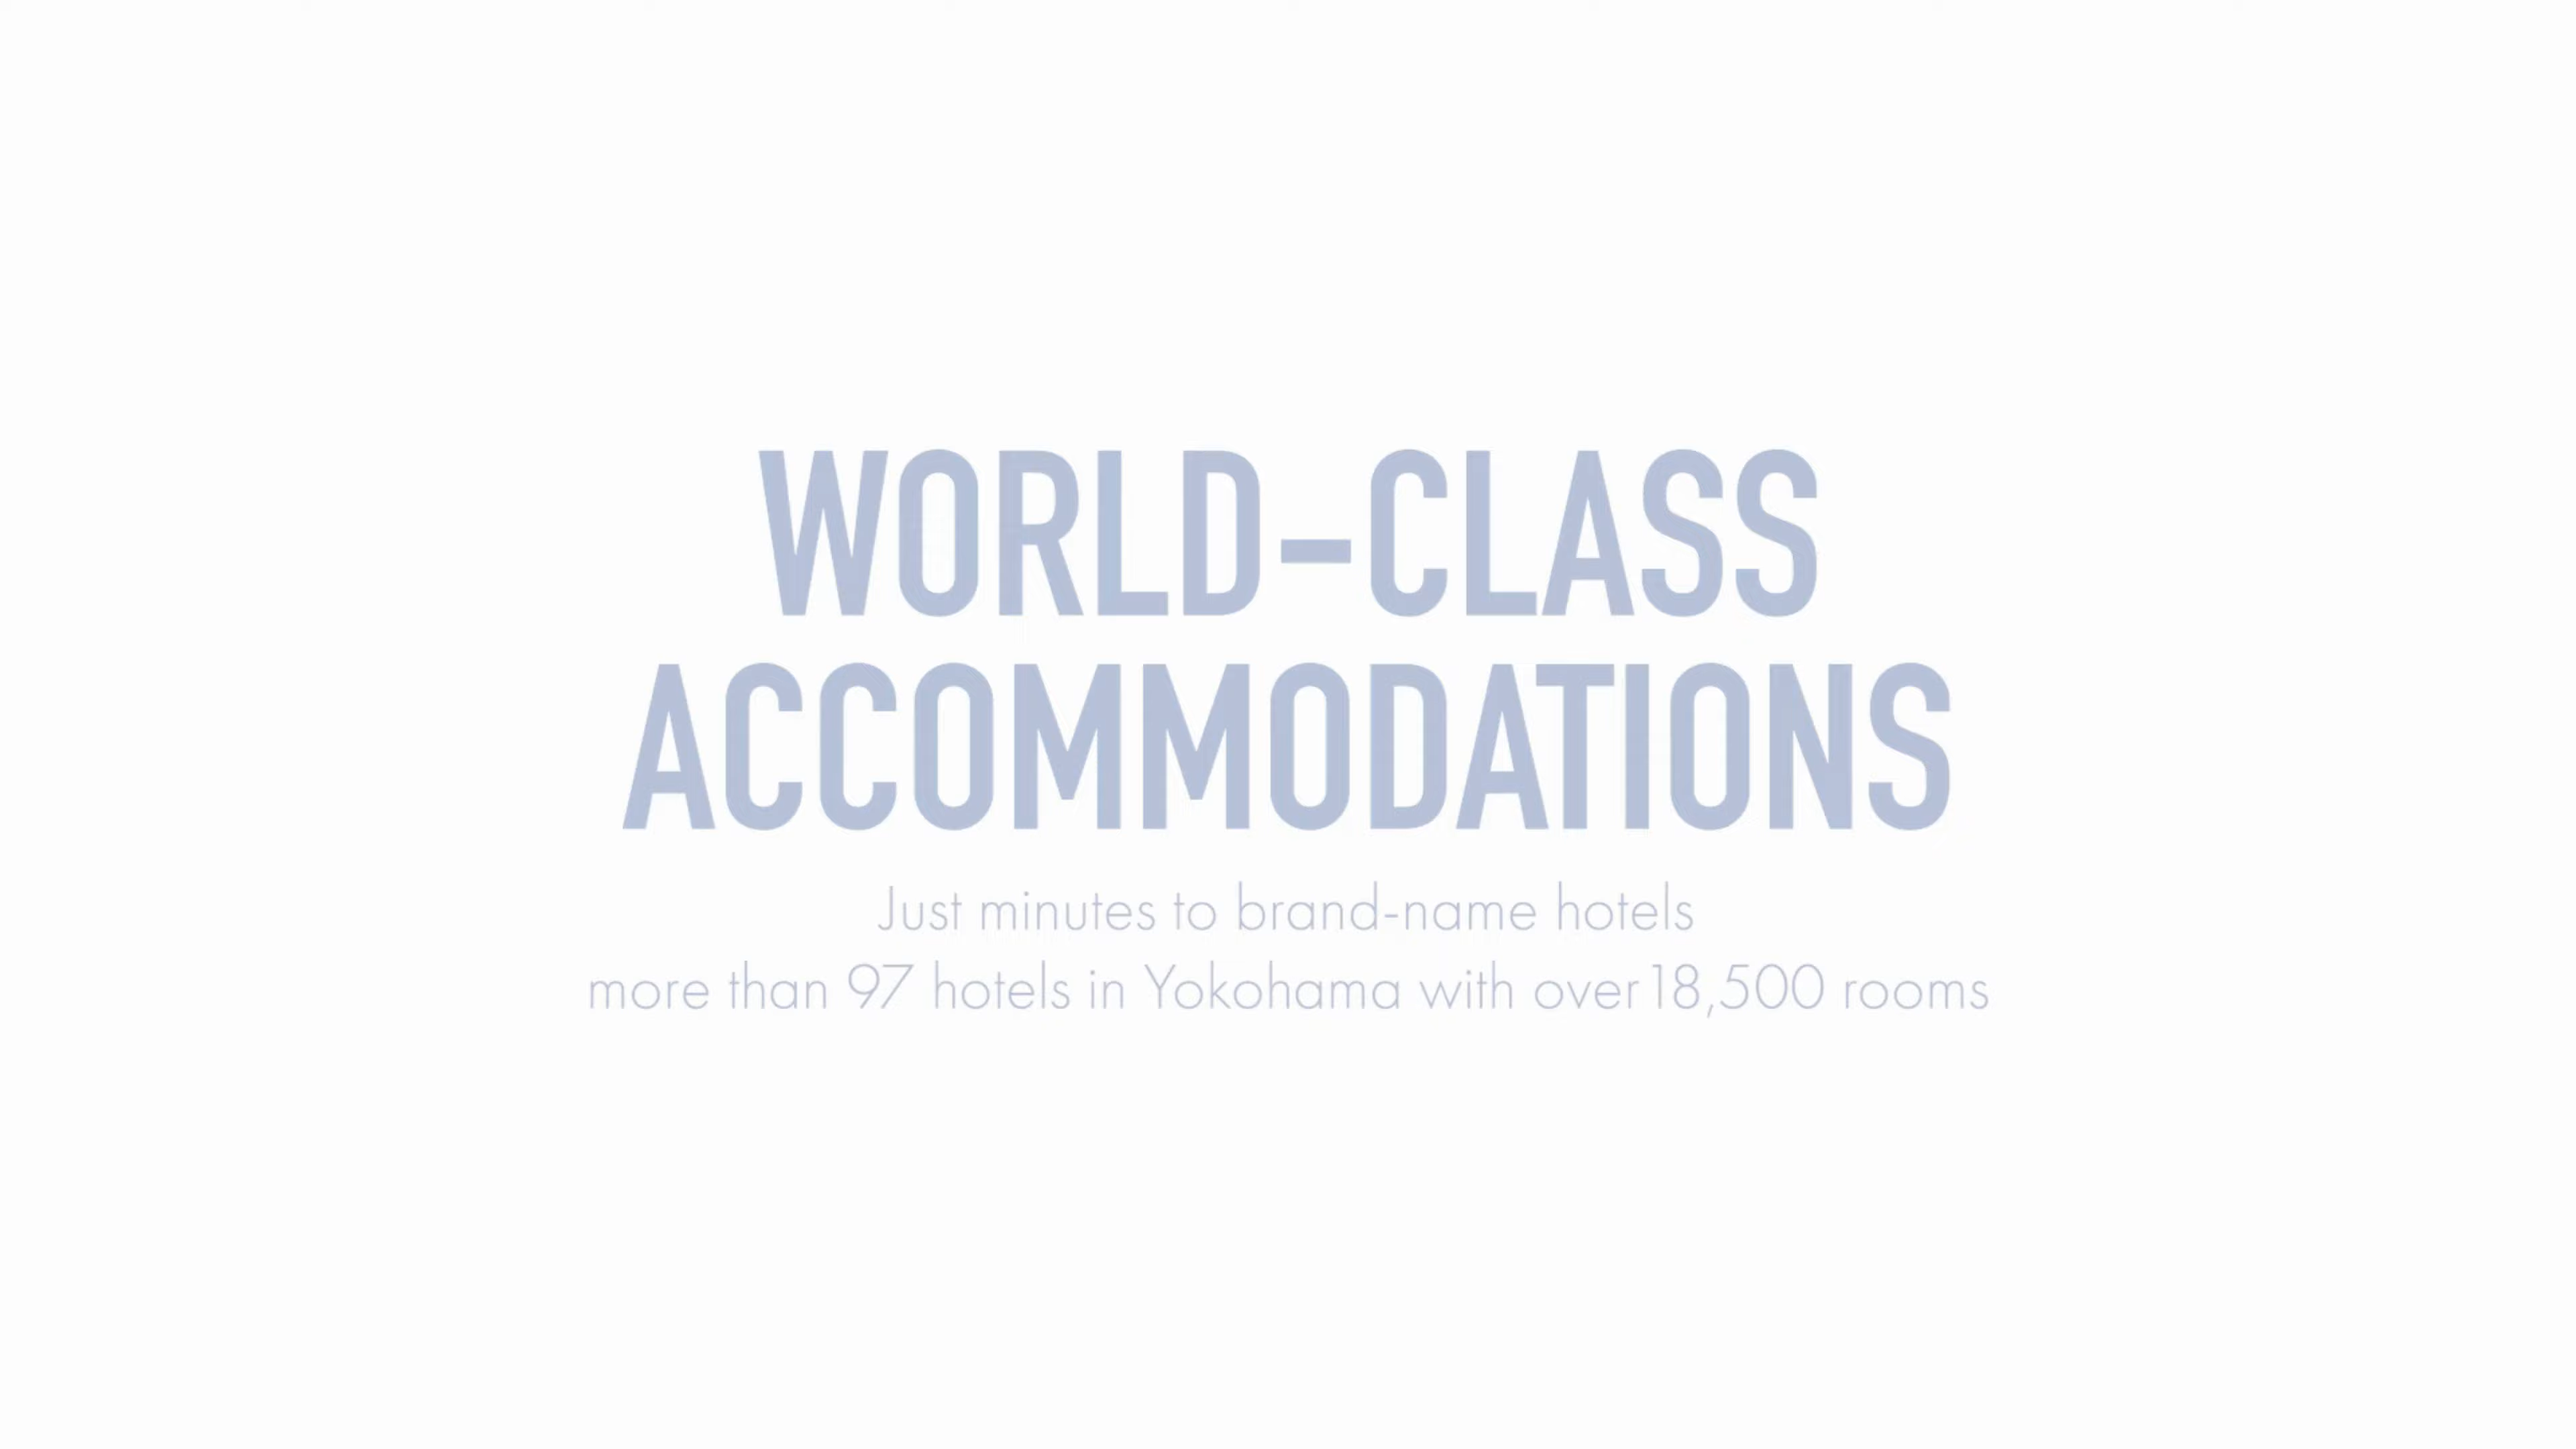 WORLD-CLASS
ACCOMMODATIONS
Just minutes to brand-name hotels
more than 97 hotels in Yokohama with over 18,500 rooms